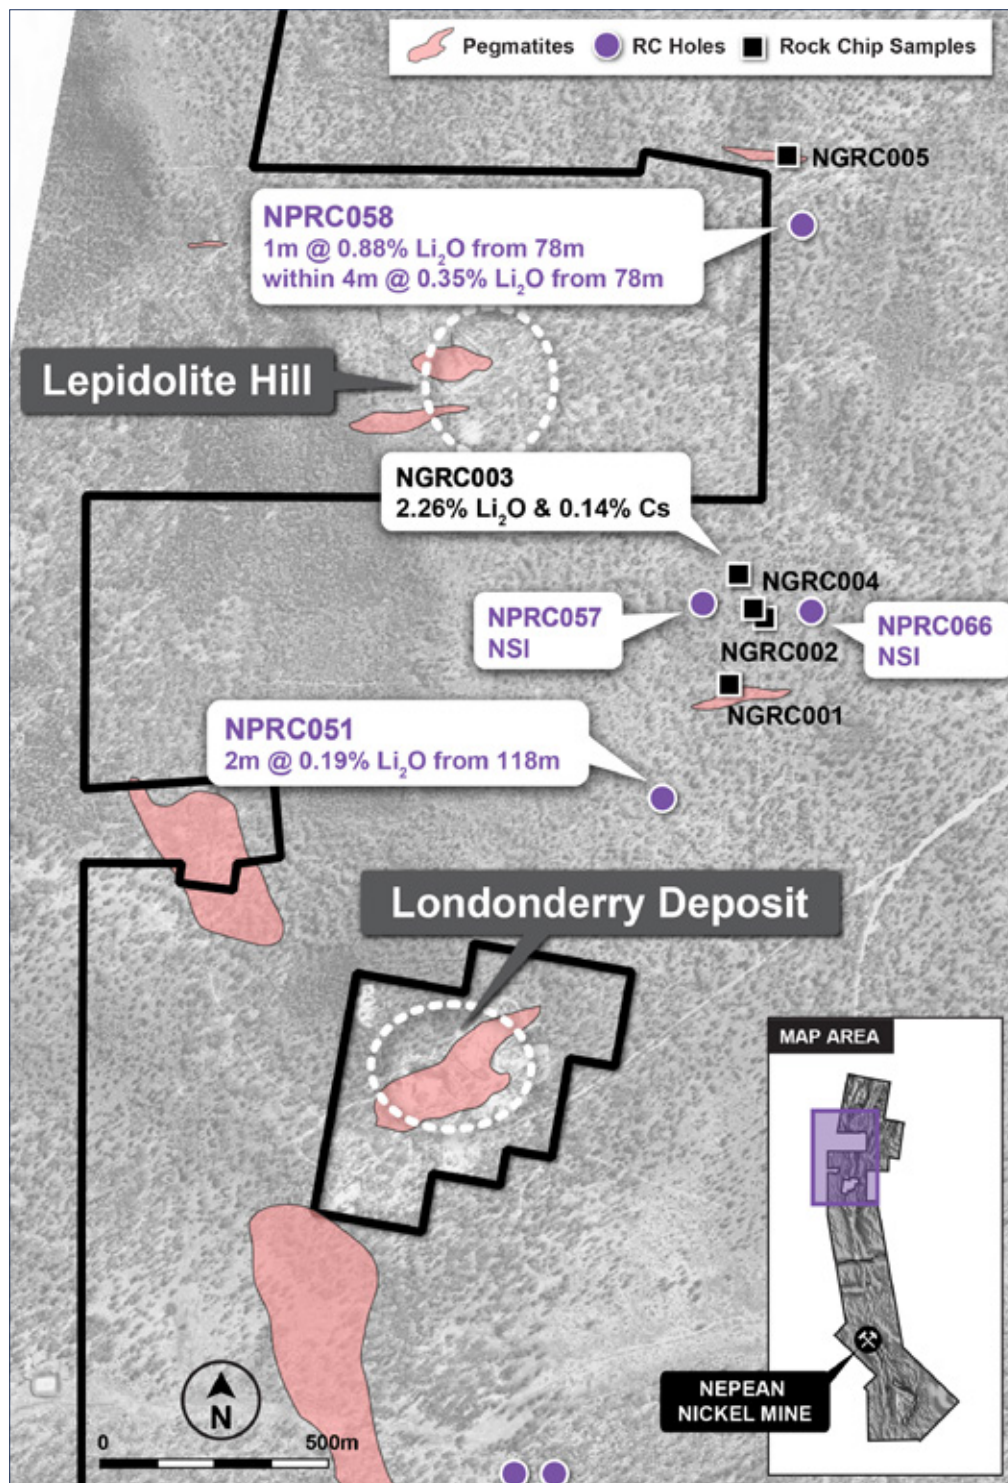 Pegmatites RC Holes Rock Chip Samples
NGRC005
NPRC058
1m @ 0.88% Li₂O from 78m
within 4m @ 0.35% Li₂O from 78m
Lepidolite Hill
NGRC003
2.26% Li₂O & 0.14% Cs
NGRC004
NPRC057
NSI
NPRC066
NSI
NGRC002
NGRC001
NPRC051
2m @ 0.19% Li₂O from 118m
Londonderry Deposit
MAP AREA
NEPEAN
NICKEL MINE
N
0 500m